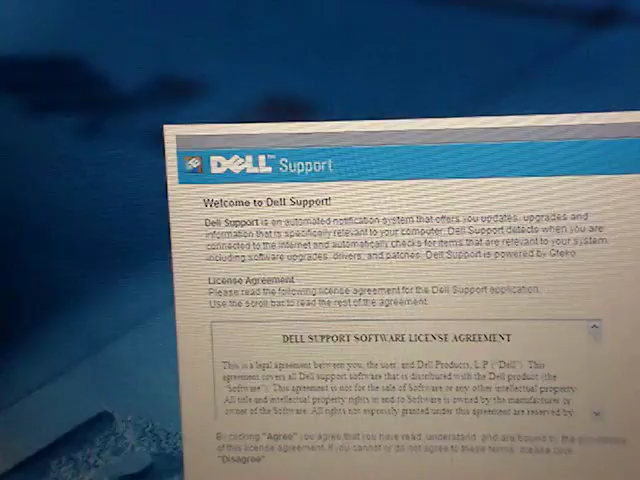 DELL™ Support
Welcome to Dell Support!
Dell Support is an automated notification system that offers you updates, upgrades and
information that is specifically relevant to your computer. Dell Support detects when you are
connected to the Internet and automatically checks for items that are relevant to your system,
including software upgrades, drivers, and patches. Dell Support is powered by Gteko
License Agreement
Please read the following license agreement for the Dell Support application.
Use the scroll bar to read the rest of the agreement.
DELL SUPPORT SOFTWARE LICENSE AGREEMENT
This is a legal agreement between you, the user, and Dell Products, L.P ("Dell"). This
agreement covers all Dell support software that is distributed with the Dell product (the
"Software"). This agreement is not for the sale of Software or any other intellectual property.
All title and intellectual property rights in and to Software is owned by the manufacturer or
owner of the Software. All rights not expressly granted under this agreement are reserved by
By clicking "Agree" you agree that you have read, understand, and are bound by the
of this license agreement. If you cannot or do not agree to these terms, please click
"Disagree"